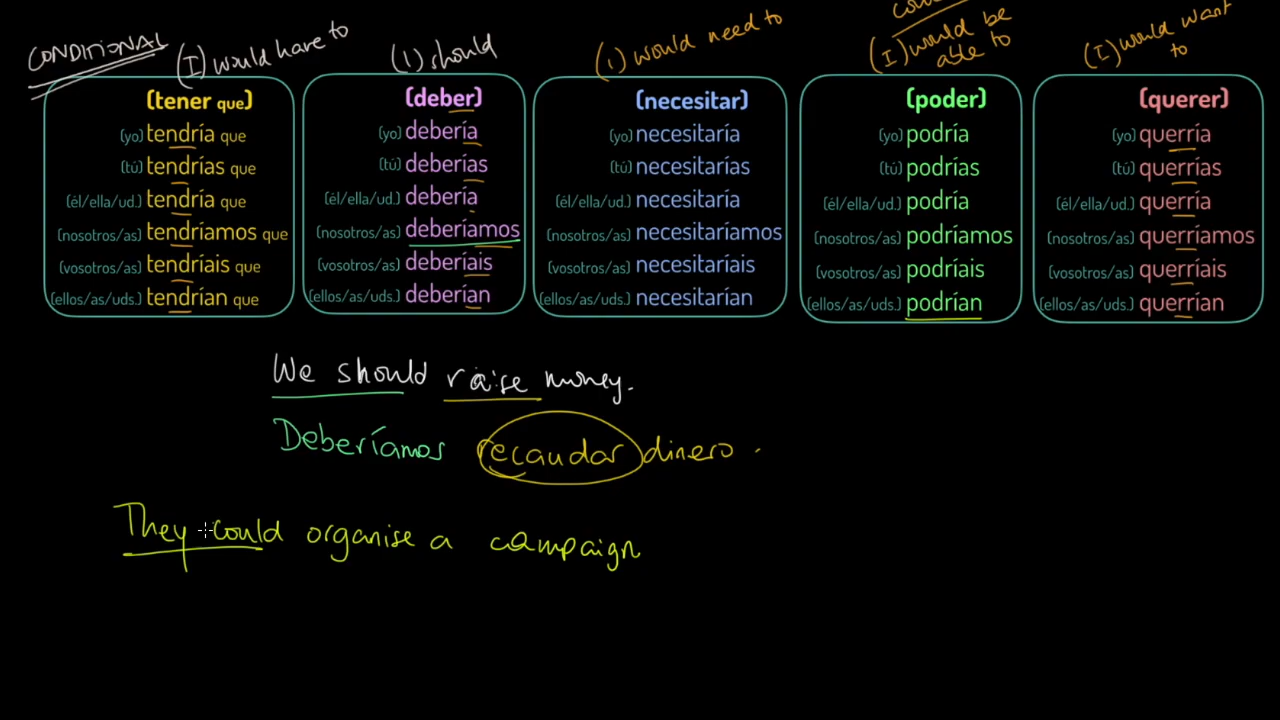 CONDITIONAL
(I) would have to
(I) should
(I) would need to
(I) would be able to
(I) would want to
(tener que)
(yo) tendría que
(tú) tendrías que
(él/ella/ud.) tendría que
(nosotros/as) tendríamos que
(vosotros/as) tendríais que
(ellos/as/uds.) tendrían que
(deber)
(yo) debería
(tú) deberías
(él/ella/ud.) debería
(nosotros/as) deberíamos
(vosotros/as) deberíais
(ellos/as/uds.) deberían
(necesitar)
(yo) necesitaría
(tú) necesitarías
(él/ella/ud.) necesitaría
(nosotros/as) necesitaríamos
(vosotros/as) necesitaríais
(ellos/as/uds.) necesitarían
(poder)
(yo) podría
(tú) podrías
(él/ella/ud.) podría
(nosotros/as) podríamos
(vosotros/as) podríais
(ellos/as/uds.) podrían
(querer)
(yo) querría
(tú) querrías
(él/ella/ud.) querría
(nosotros/as) querríamos
(vosotros/as) querríais
(ellos/as/uds.) querrían
We should raise money.
Deberíamos recaudar dinero.
They could organise a campaign